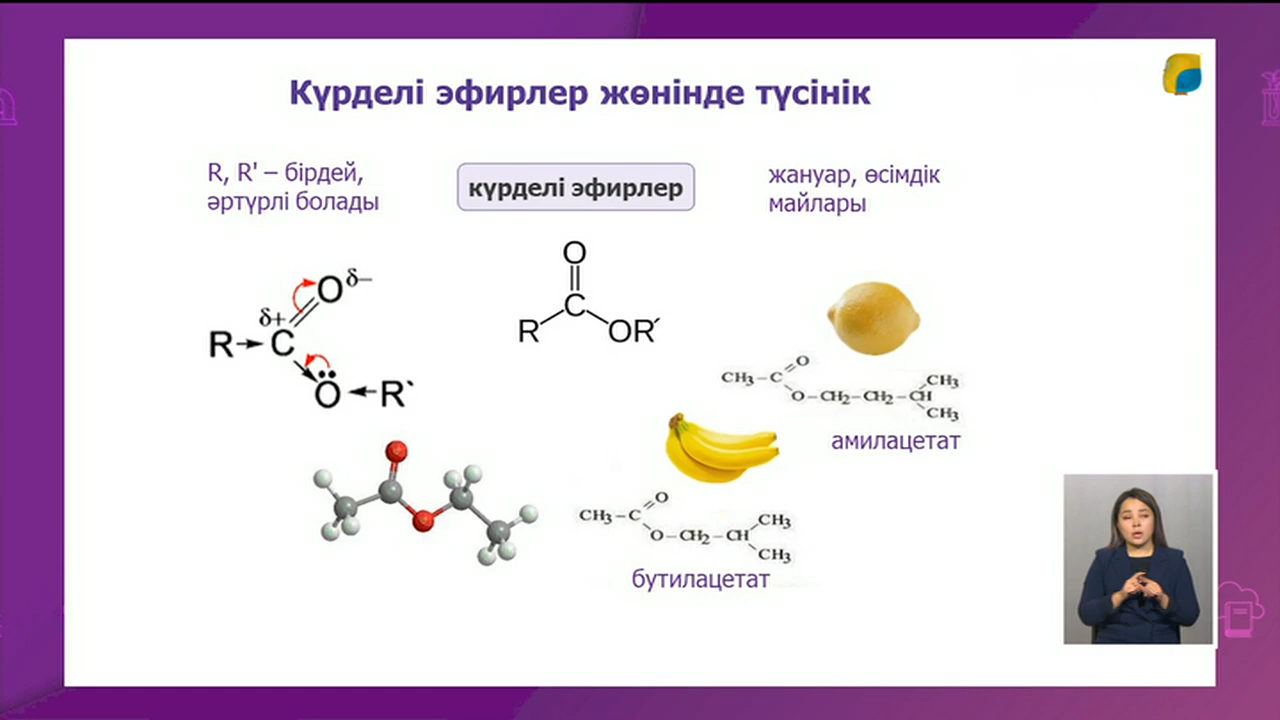 Күрделі эфирлер жөнінде түсінік
R, R' – бірдей,
әртүрлі болады
күрделі эфирлер
жануар, өсімдік
майлары
O δ–
δ+
R C
O R`
O
C
R OR′
O
CH3–C
O–CH2–CH2–CH
CH3
CH3
амилацетат
O
CH3–C
O–CH2–CH
CH3
CH3
бутилацетат